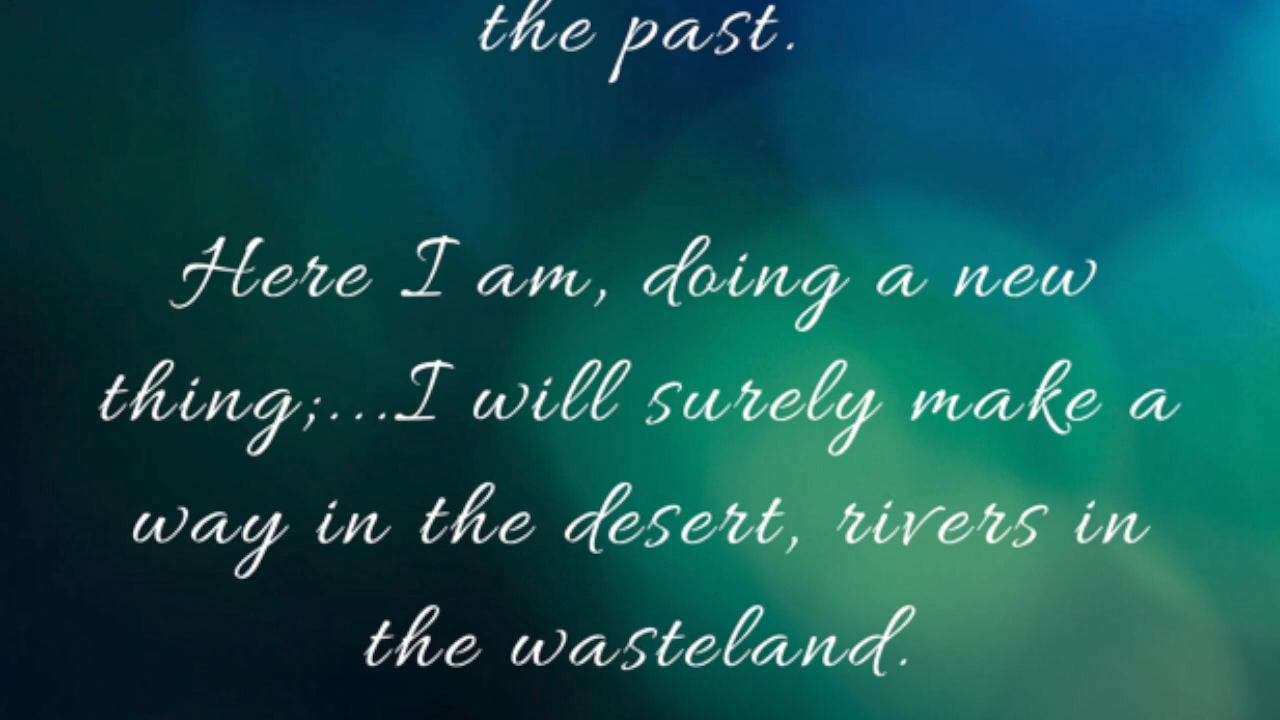 the past.
Here I am, doing a new
thing;...I will surely make a
way in the desert, rivers in
the wasteland.